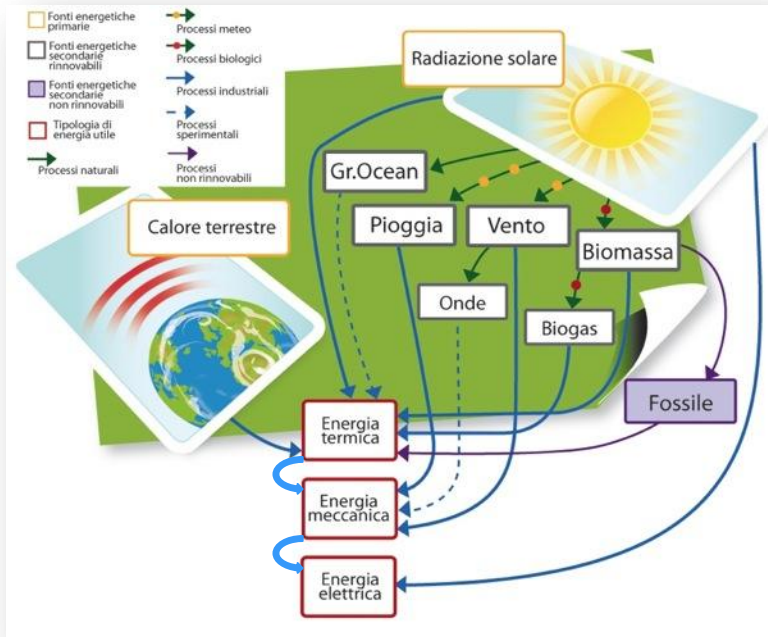 Fonti energetiche
primarie
Fonti energetiche
secondarie
rinnovabili
Fonti energetiche
secondarie
non rinnovabili
Tipologia di
energia utile
Processi naturali
Processi meteo
Processi biologici
Processi industriali
Processi
sperimentali
Processi
non rinnovabili
Radiazione solare
Calore terrestre
Gr.Ocean
Pioggia
Vento
Biomassa
Onde
Biogas
Fossile
Energia
termica
Energia
meccanica
Energia
elettrica